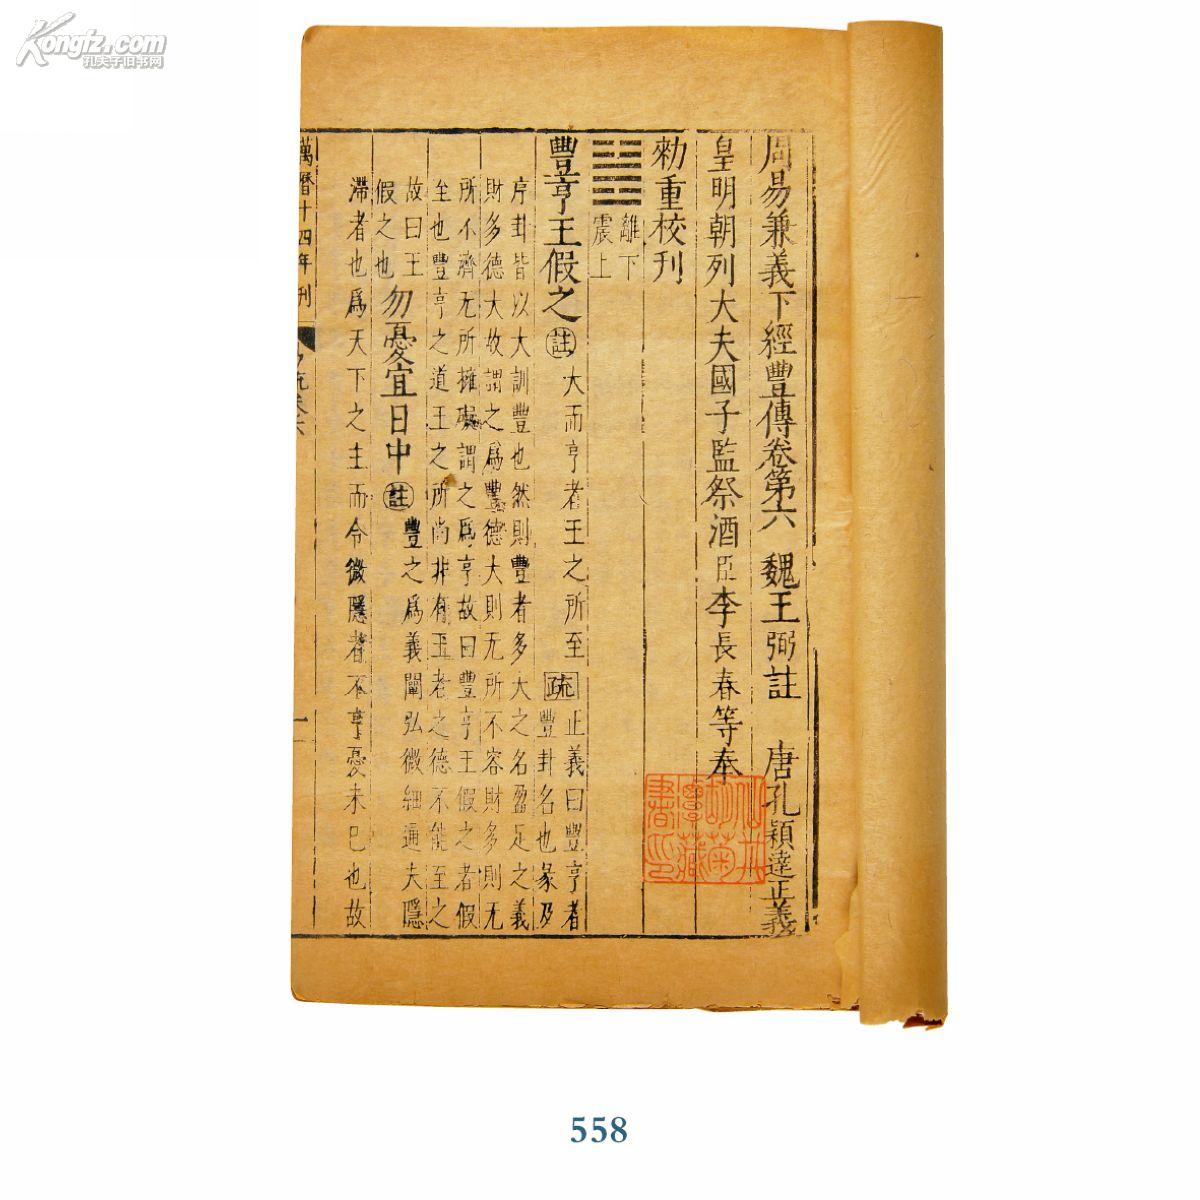 Kongfz.com
孔夫子旧书网
周易兼義下經豐傳卷第六 魏王弼註 唐孔穎達正義
皇明朝列大夫國子監祭酒臣李長春等奉
勑重校刊
離下
震上
豐亨王假之註大而亨者王之所至疏正義曰豐亨者
豐卦名也彖及
序卦皆以大訓豐也然則豐者多大之名盈足之義
財多德大故謂之爲豐德大則无所不容財多則无
所不濟无所擁礙謂之爲亨故曰豐亨王假之者假
至也豐亨之道王之所尚非有王者之德不能至之
故曰王
假之也
勿憂宜日中註豐之爲義闡弘微細通夫隱
滯者也爲天下之主而令微隱者不亨憂未已也故
萬曆十四年刊
易疏卷六
一
558